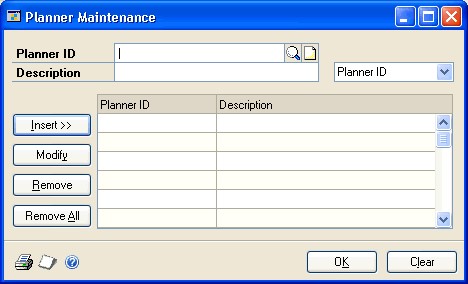 Planner Maintenance
Planner ID
Description
Planner ID
Planner ID Description
Insert >>
Modify
Remove
Remove All
OK Clear